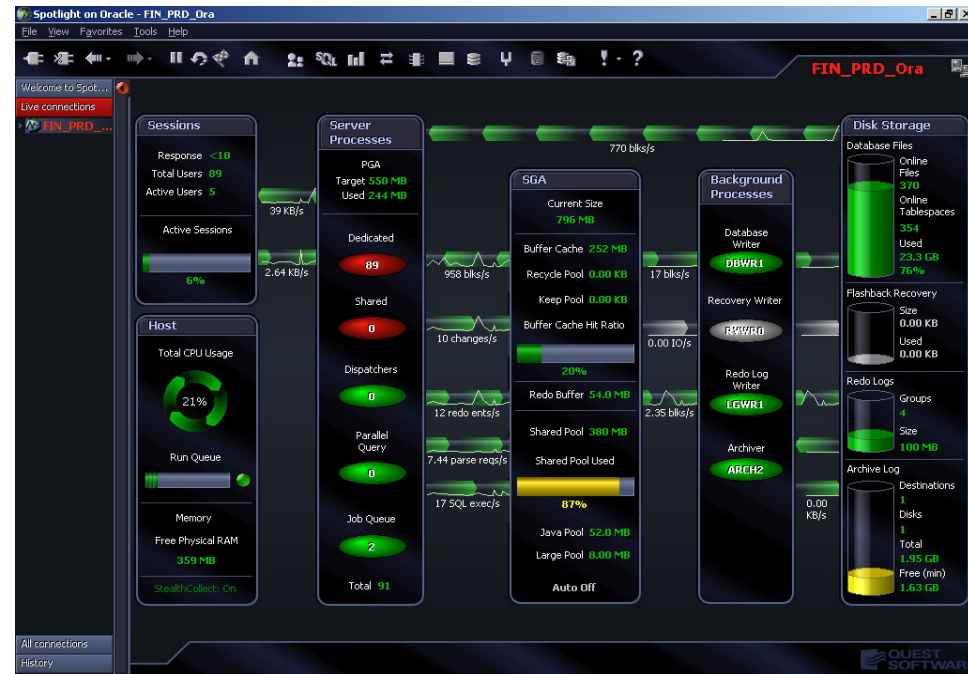 Spotlight on Oracle - FIN_PRD_Ora
File View Favorites Tools Help
SQL
FIN_PRD_Ora
Welcome to Spot...
Live connections
FIN_PRD_...
Sessions
Response <10
Total Users 89
Active Users 5
Active Sessions
6%
39 KB/s
2.64 KB/s
Host
Total CPU Usage
21%
Run Queue
Memory
Free Physical RAM
359 MB
StealthCollect: On
Server
Processes
PGA
Target 550 MB
Used 244 MB
Dedicated
89
Shared
0
Dispatchers
0
Parallel
Query
0
Job Queue
2
Total 91
770 blks/s
958 blks/s
10 changes/s
12 redo ents/s
7.44 parse reqs/s
17 SQL exec/s
SGA
Current Size
796 MB
Buffer Cache 252 MB
Recycle Pool 0.00 KB
Keep Pool 0.00 KB
Buffer Cache Hit Ratio
20%
Redo Buffer 54.0 MB
Shared Pool 380 MB
Shared Pool Used
87%
Java Pool 52.0 MB
Large Pool 8.00 MB
Auto Off
17 blks/s
0.00 IO/s
2.35 blks/s
Background
Processes
Database
Writer
DBWR1
Recovery Writer
RVWR0
Redo Log
Writer
LGWR1
Archiver
ARCH2
0.00
KB/s
Disk Storage
Database Files
Online
Files
370
Online
Tablespaces
354
Used
23.3 GB
76%
Flashback Recovery
Size
0.00 KB
Used
0.00 KB
Redo Logs
Groups
4
Size
100 MB
Archive Log
Destinations
1
Disks
1
Total
1.95 GB
Free (min)
1.63 GB
All connections
History
QUEST
SOFTWARE